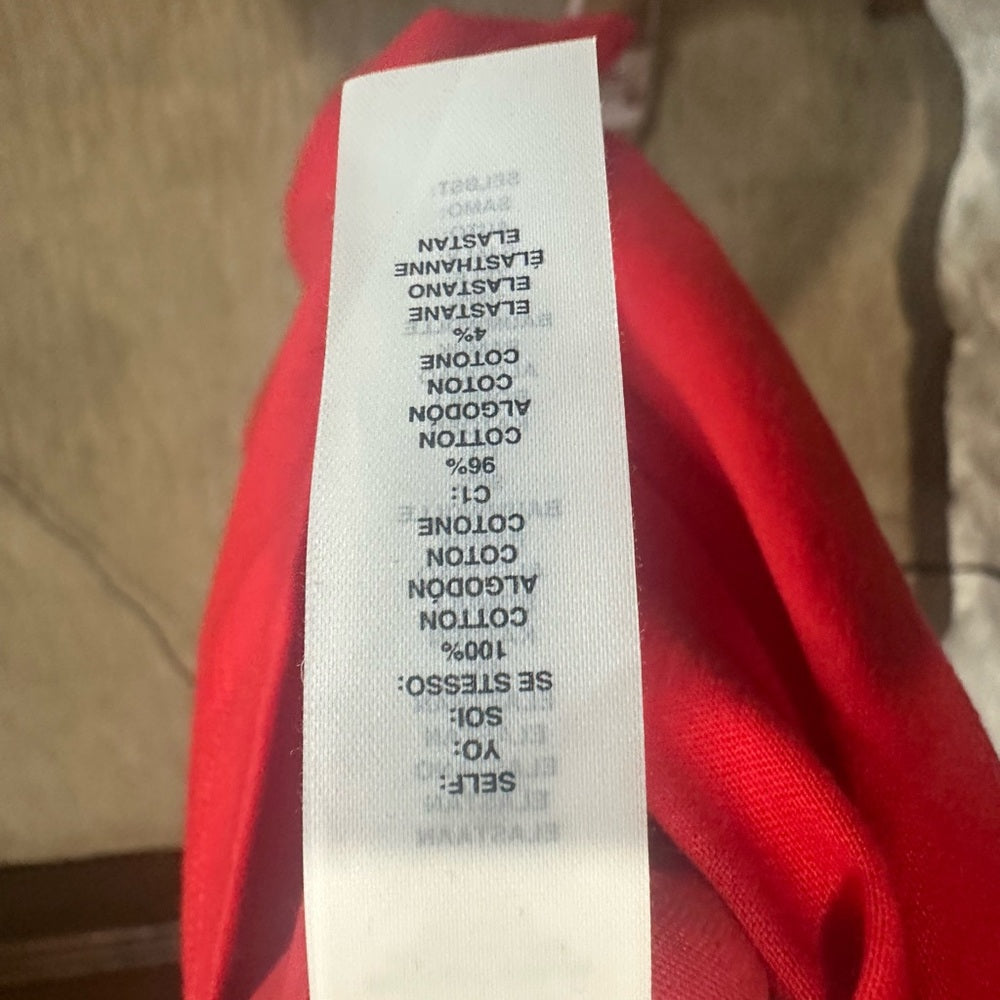 SELF:
YO:
SOI:
SE STESSO:
100%
COTTON
ALGODÓN
COTON
COTONE
C1:
96%
COTTON
ALGODÓN
COTON
COTONE
4%
ELASTANE
ELASTANO
ÉLASTHANNE
ELASTAN